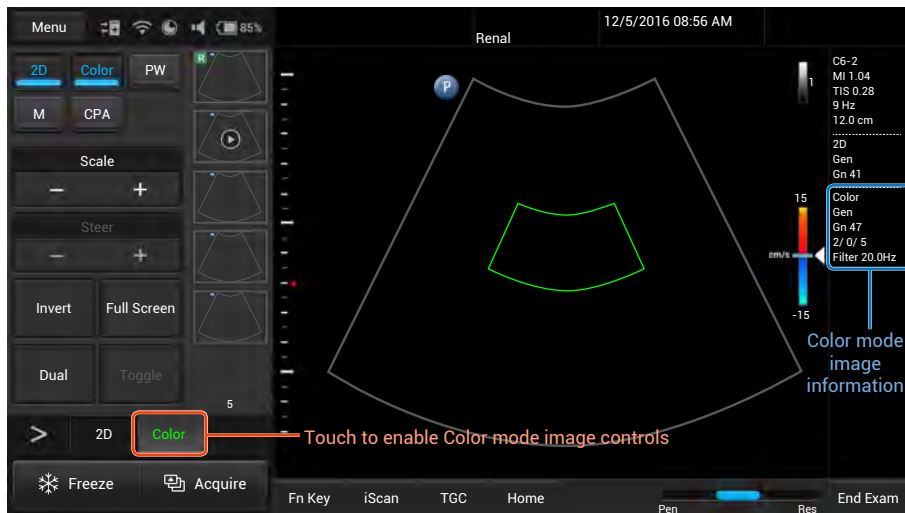 Menu
85%
12/5/2016 08:56 AM
Renal
2D
Color
PW
M
CPA
R
Scale
−
+
Steer
−
+
Invert
Full Screen
Dual
Toggle
5
>
2D
Color
Freeze
Acquire
P
1
15
cm/s
-15
C6-2
MI 1.04
TIS 0.28
9 Hz
12.0 cm
2D
Gen
Gn 41
Color
Gen
Gn 47
2/ 0/ 5
Filter 20.0Hz
Color mode
image
information
Touch to enable Color mode image controls
Fn Key
iScan
TGC
Home
Pen
Res
End Exam